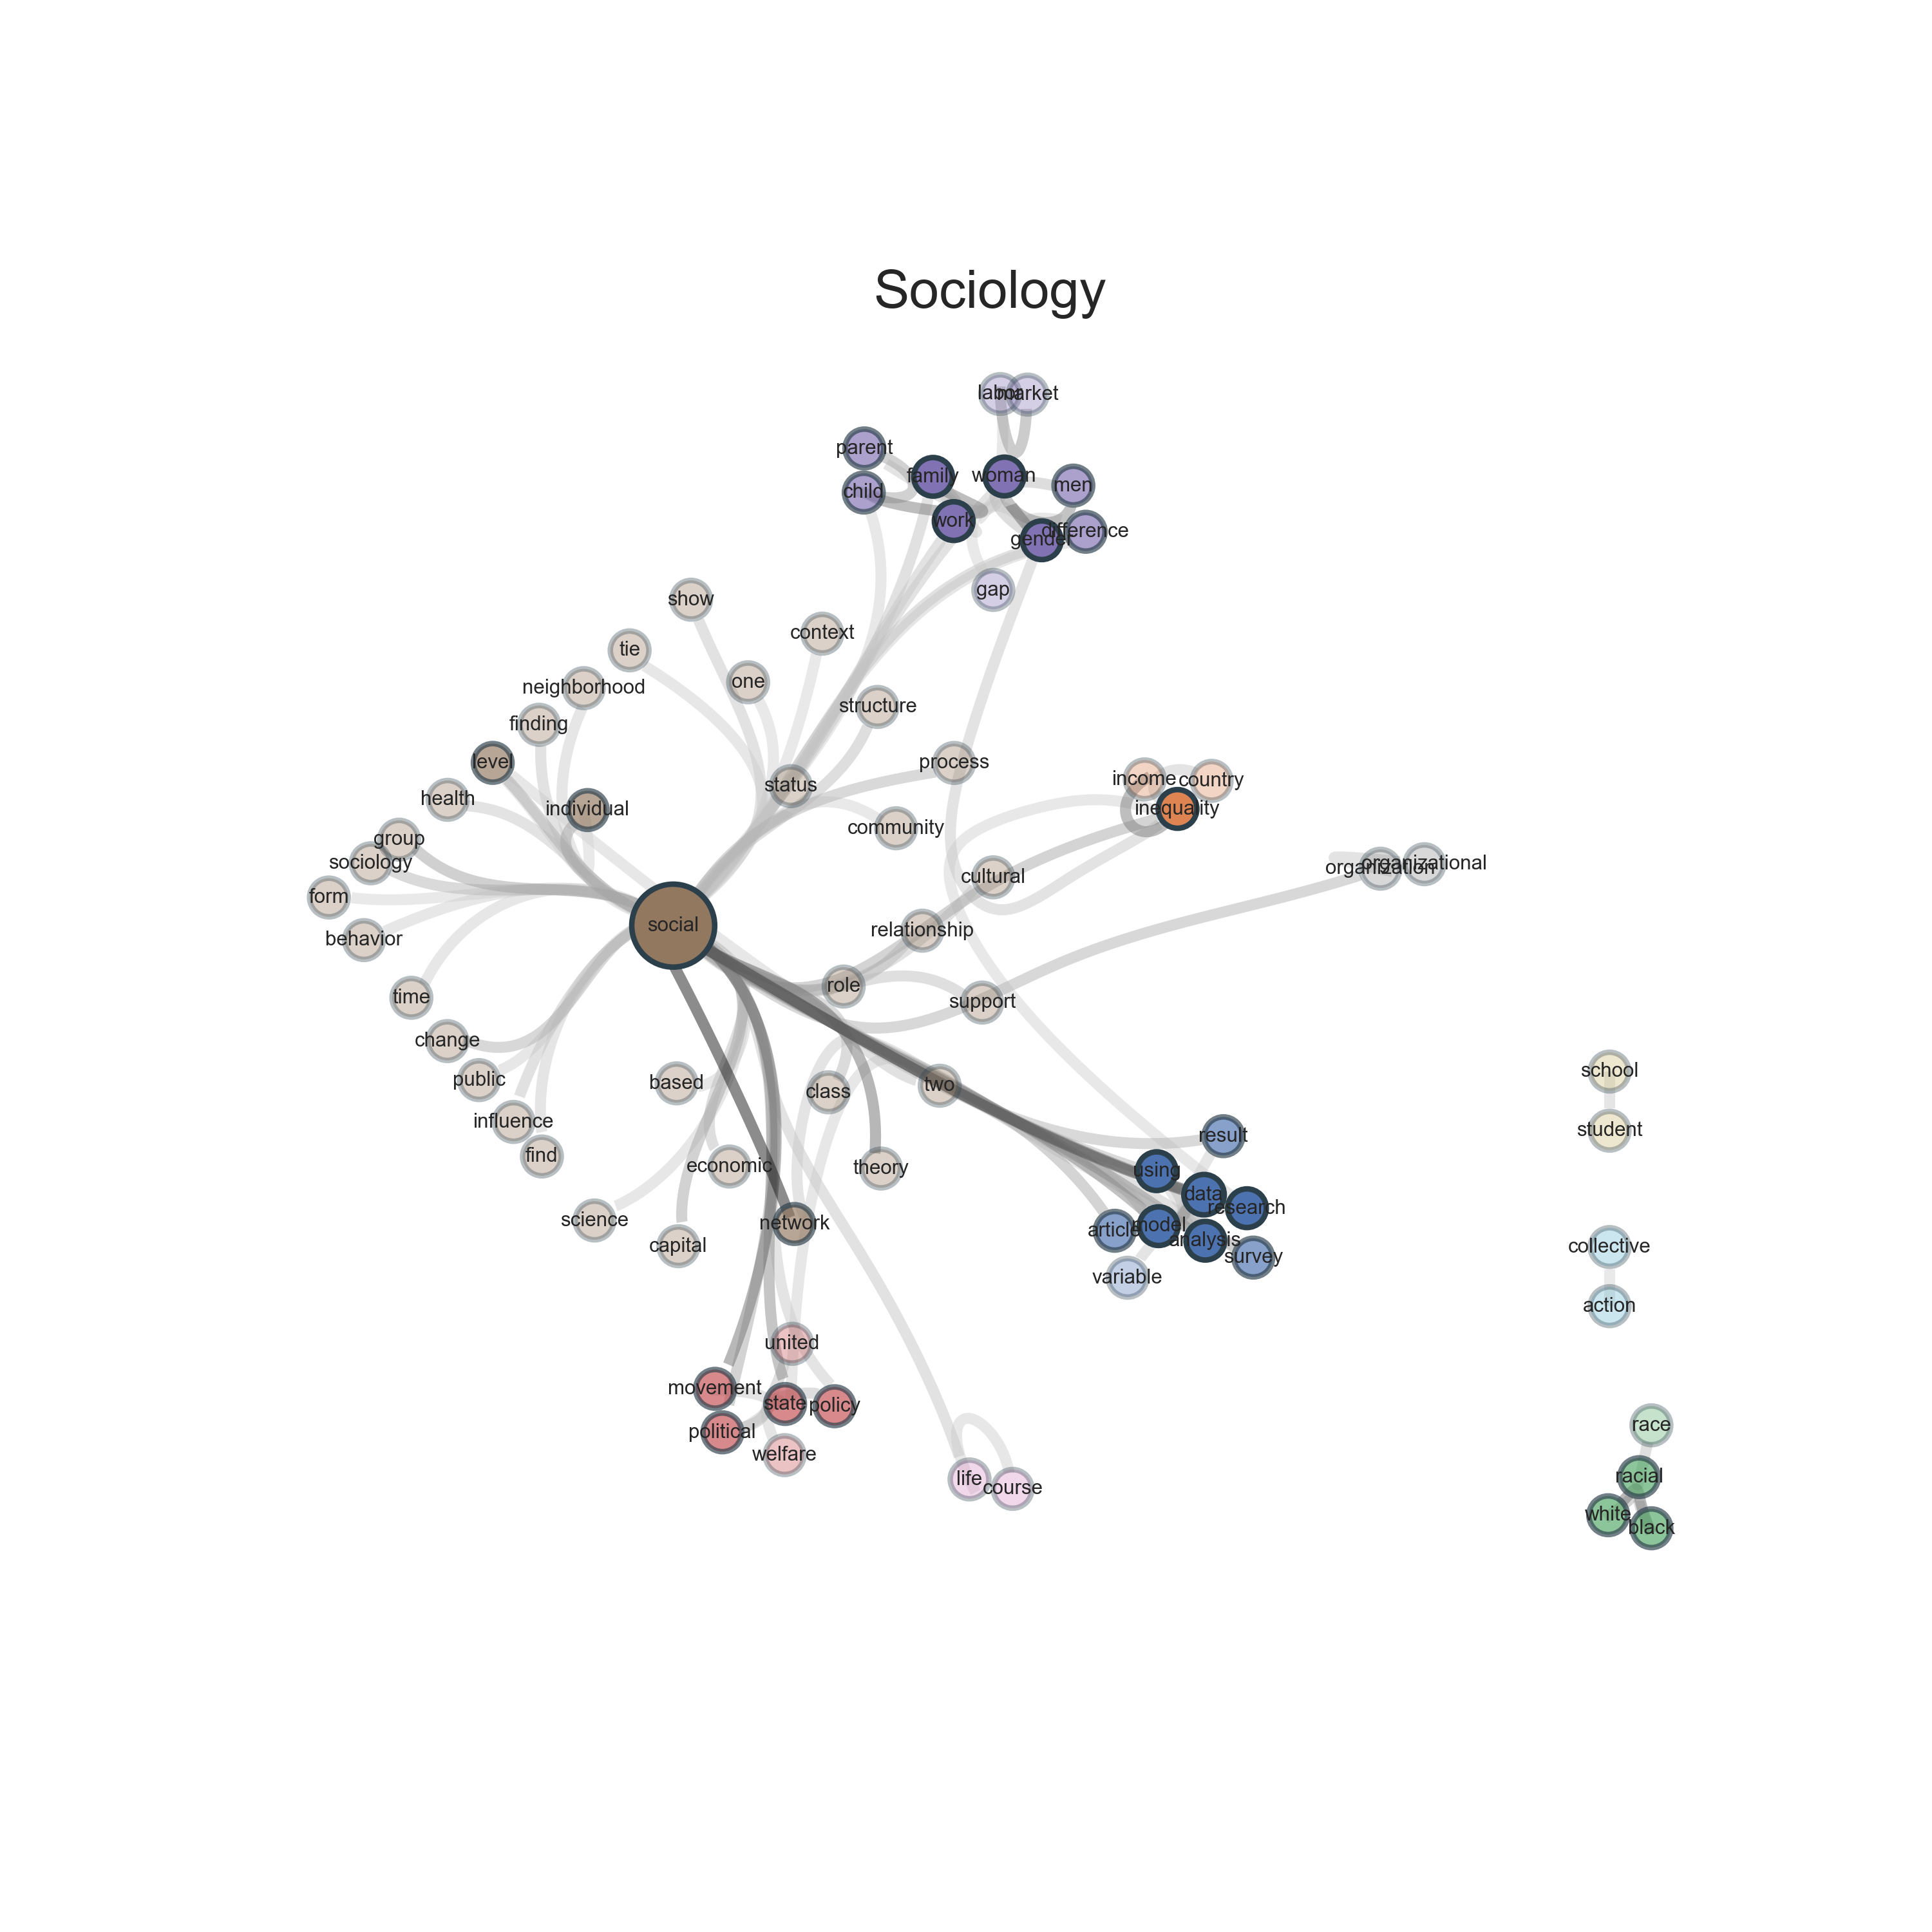 Sociology
labor
market
parent
family
woman
men
child
work
gender
difference
gap
show
context
tie
one
neighborhood
structure
finding
level
process
status
income
country
health
individual
inequality
community
group
sociology
organization
organizational
cultural
form
social
relationship
behavior
role
time
support
change
school
public
based
two
class
influence
student
result
find
economic
theory
using
data
research
science
network
article
model
analysis
capital
collective
survey
variable
action
united
movement
state
policy
race
political
welfare
life
course
racial
white
black